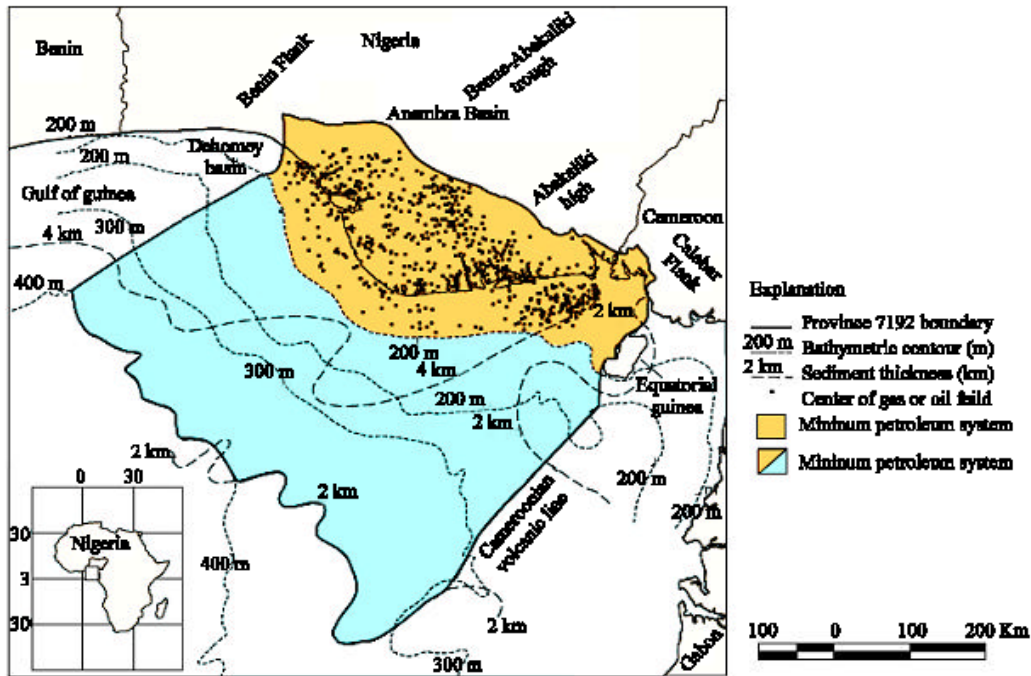 Benin
Nigeria
Benin Flank
Benue-Abakaliki
trough
Anambra Basin
200 m
200 m
Dahomey
basin
Abakaliki
high
Gulf of guinea
Cameroon
300 m
4 km
Calabar
Flank
400 m
2 km
200 m
4 km
300 m
200 m
2 km
Equatorial
guinea
2 km
2 km
200 m
200 m
Cameroonian
volcanic line
400 m
2 km
300 m
Gabon
0 30
30
Nigeria
3
30
Explanation
Province 7192 boundary
200 m Bathymetric contour (m)
2 km Sediment thickness (km)
Center of gas or oil faild
Mininum petroleum system
Mininum petroleum system
100 0 100 200 Km